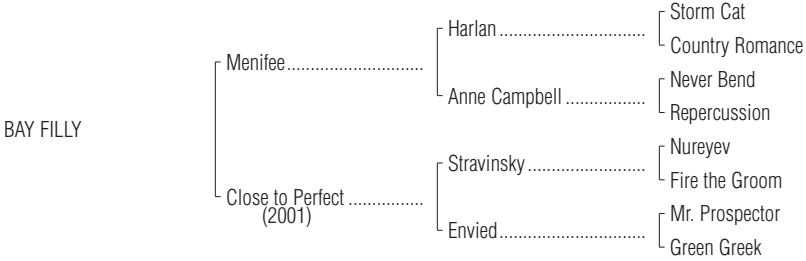 Storm Cat
Harlan ...............................
Country Romance
Menifee.............................
Never Bend
Anne Campbell .................
Repercussion
BAY FILLY
Nureyev
Stravinsky .........................
Fire the Groom
Close to Perfect ................
(2001)
Mr. Prospector
Envied...............................
Green Greek